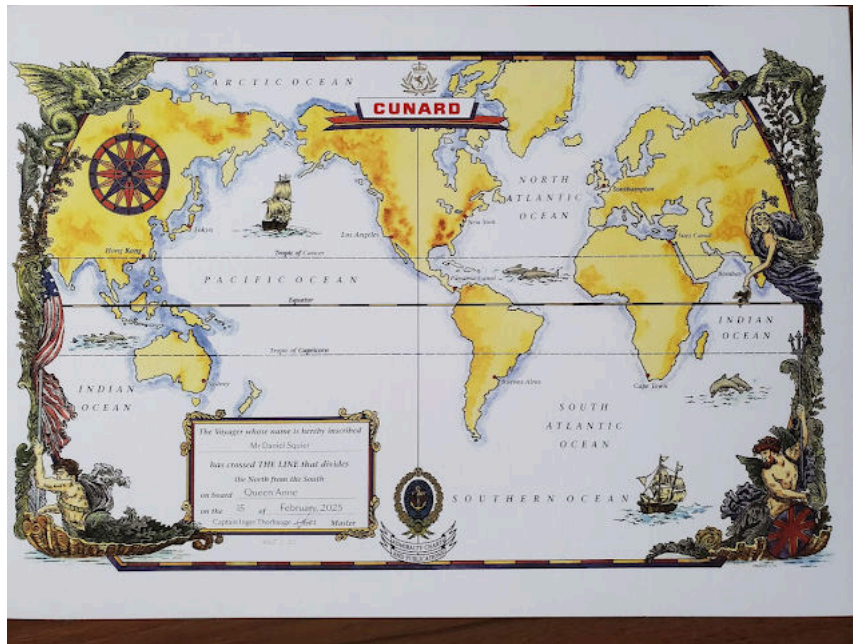 ARCTIC OCEAN
CUNARD
NORTH
ATLANTIC
OCEAN
Southampton
New York
Los Angeles
Tokyo
Hong Kong
Suez Canal
Bombay
Tropic of Cancer
Panama Canal
PACIFIC OCEAN
Equator
INDIAN
OCEAN
Tropic of Capricorn
Sydney
Buenos Aires
Cape Town
INDIAN
OCEAN
SOUTH
ATLANTIC
OCEAN
SOUTHERN OCEAN
The Voyager whose name is hereby inscribed
Mr Daniel Squier
has crossed THE LINE that divides
the North from the South
on board Queen Anne
on the 15 of February, 2025
Captain Inger Thorhauge Master
ADMIRALTY CHARTS
AND PUBLICATIONS